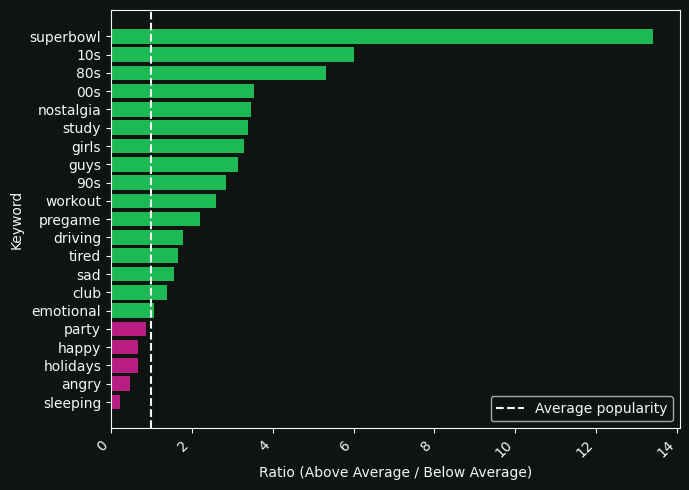 superbowl
10s
80s
00s
nostalgia
study
girls
guys
90s
workout
pregame
driving
tired
sad
club
emotional
party
happy
holidays
angry
sleeping
Keyword
Average popularity
0 2 4 6 8 10 12 14
Ratio (Above Average / Below Average)